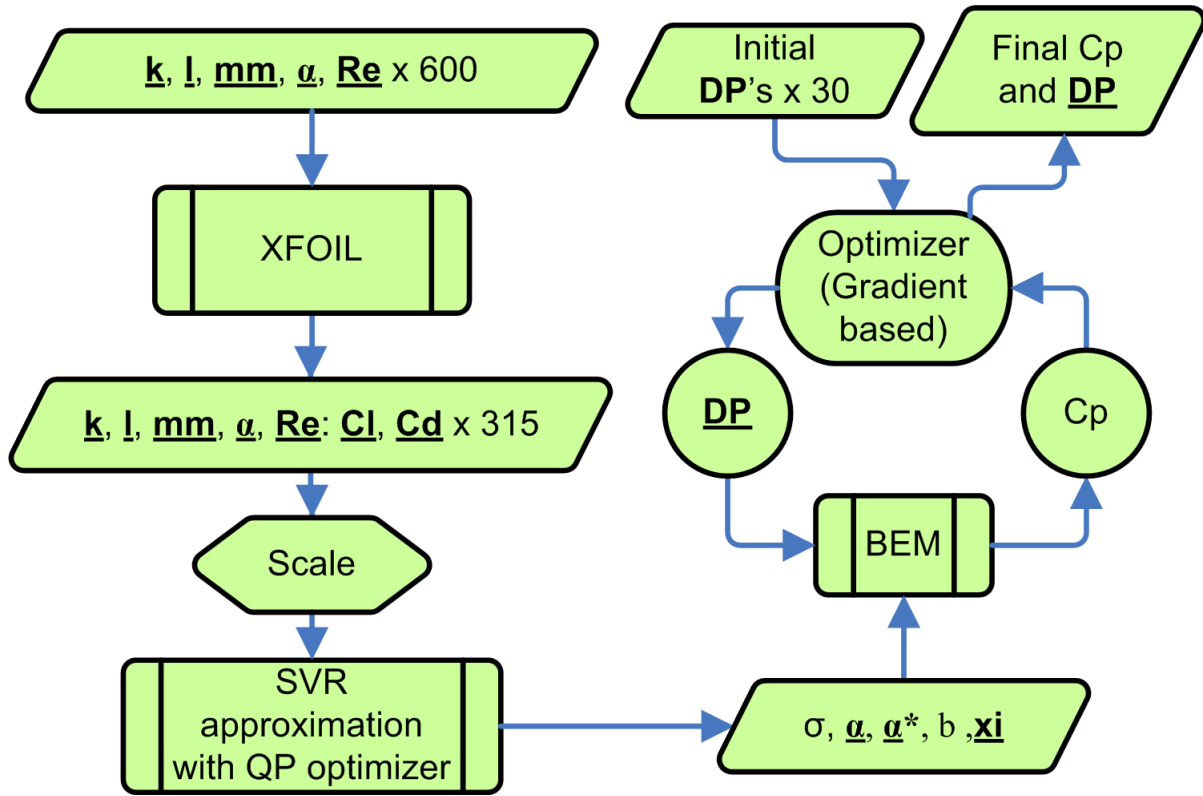 k, l, mm, α, Re x 600
XFOIL
k, l, mm, α, Re: Cl, Cd x 315
Scale
SVR
approximation
with QP optimizer
Initial
DP's x 30
Final Cp
and DP
Optimizer
(Gradient
based)
DP
Cp
BEM
σ, α, α*, b ,xi